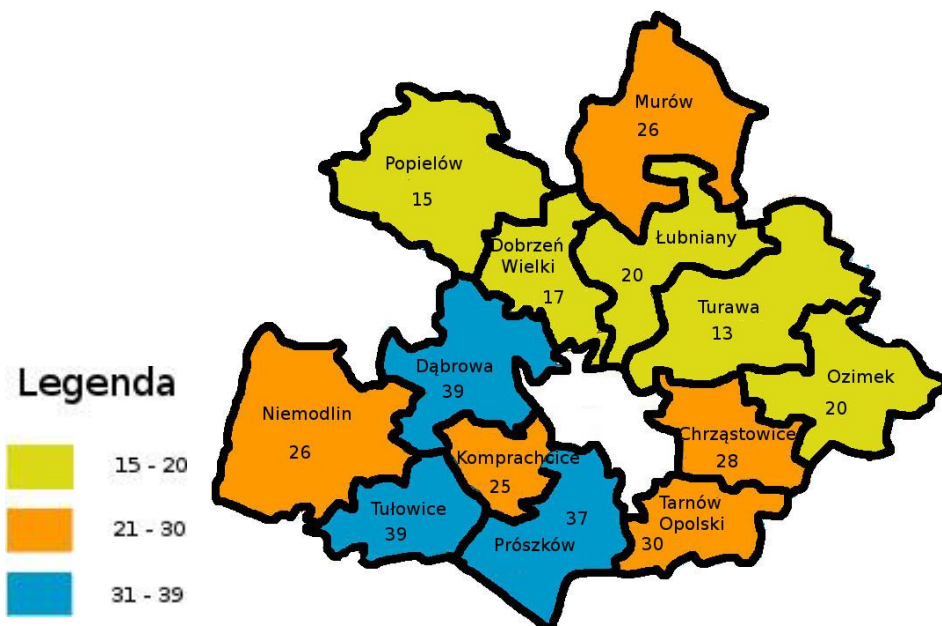 Murów
26
Popielów
15
Dobrzeń
Wielki
17
Łubniany
20
Turawa
13
Dąbrowa
39
Ozimek
20
Legenda
15 - 20
21 - 30
31 - 39
Niemodlin
26
Komprachcice
25
Chrząstowice
28
Tułowice
39
37
Prószków
Tarnów
Opolski
30